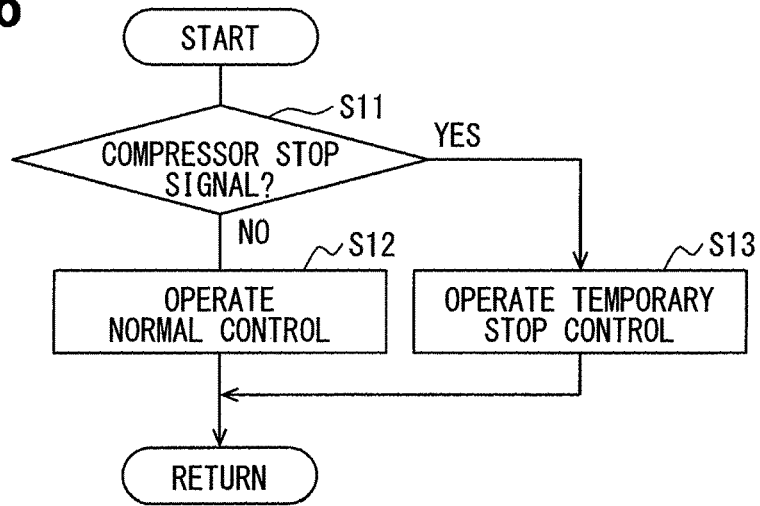 START
S11
COMPRESSOR STOP
SIGNAL?
YES
NO
S12
OPERATE
NORMAL CONTROL
S13
OPERATE TEMPORARY
STOP CONTROL
RETURN